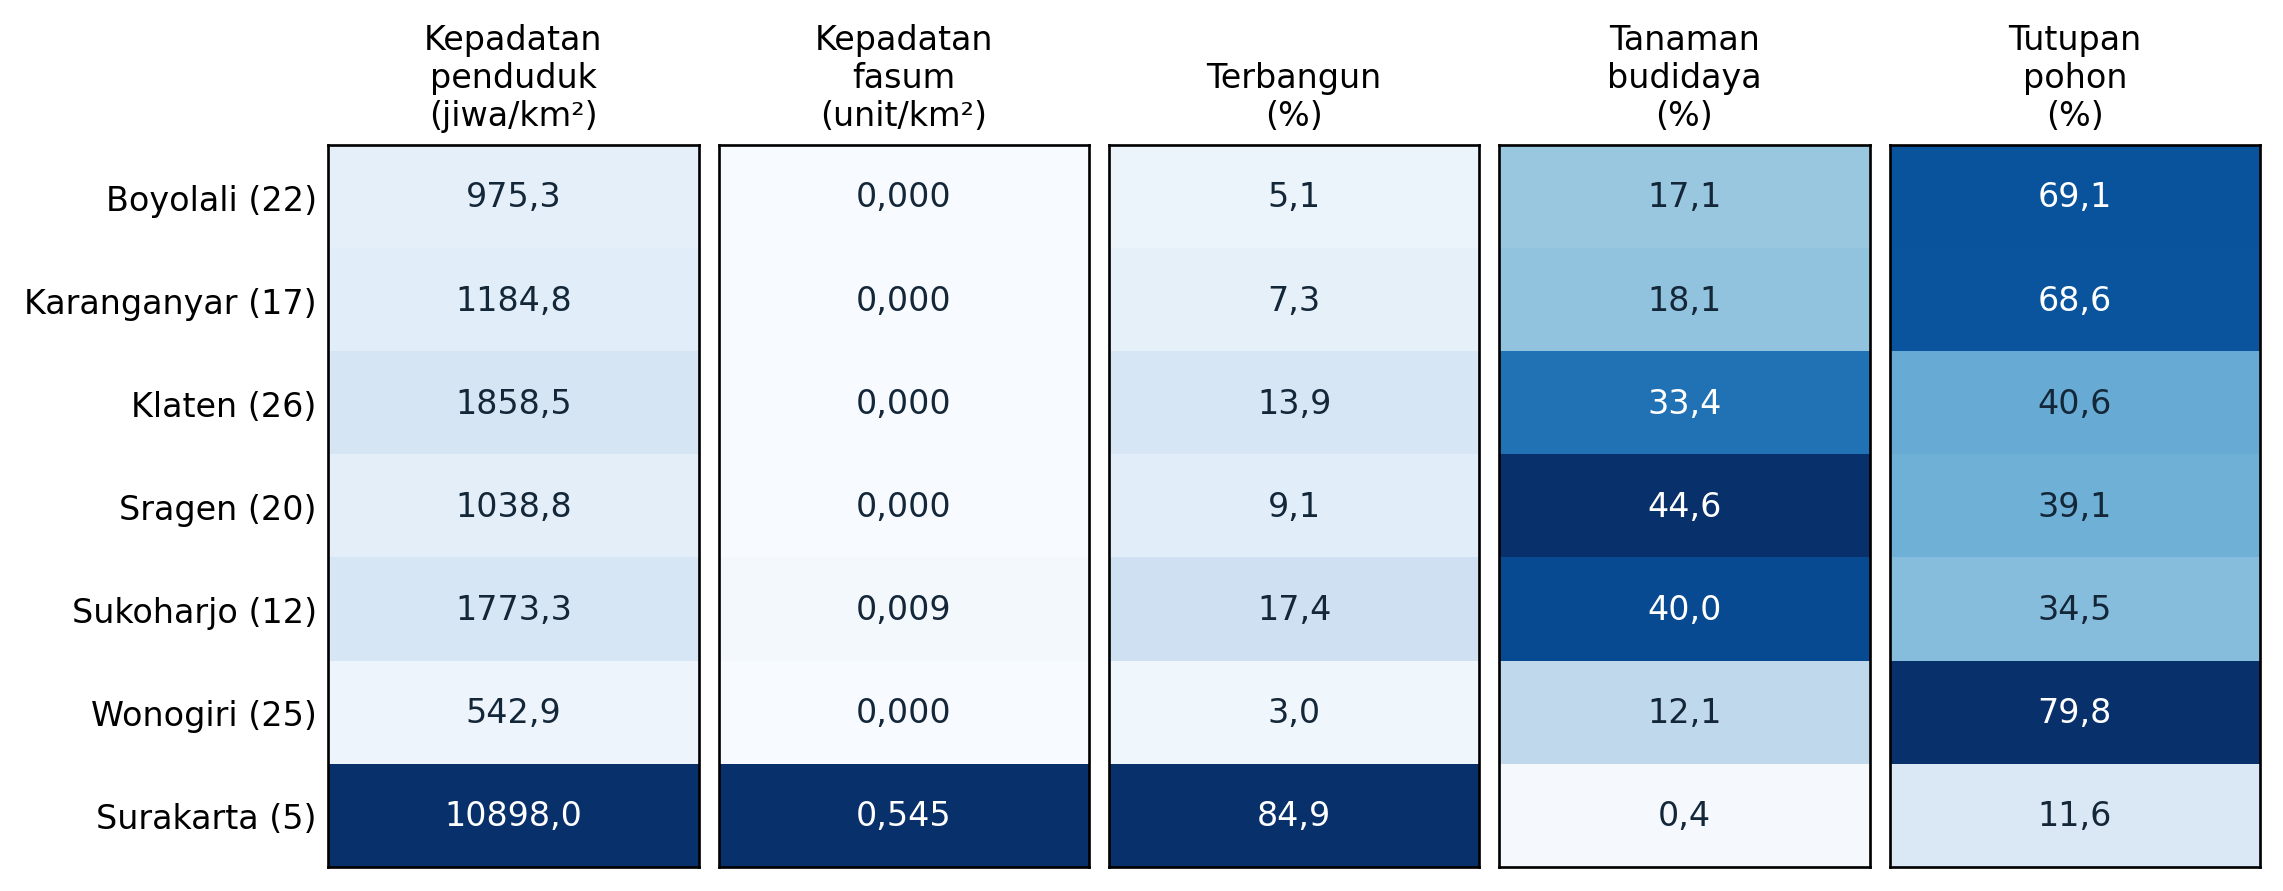 Kepadatan
penduduk
(jiwa/km²)
Kepadatan
fasum
(unit/km²)
Terbangun
(%)
Tanaman
budidaya
(%)
Tutupan
pohon
(%)
Boyolali (22) 975,3 0,000 5,1 17,1 69,1
Karanganyar (17) 1184,8 0,000 7,3 18,1 68,6
Klaten (26) 1858,5 0,000 13,9 33,4 40,6
Sragen (20) 1038,8 0,000 9,1 44,6 39,1
Sukoharjo (12) 1773,3 0,009 17,4 40,0 34,5
Wonogiri (25) 542,9 0,000 3,0 12,1 79,8
Surakarta (5) 10898,0 0,545 84,9 0,4 11,6